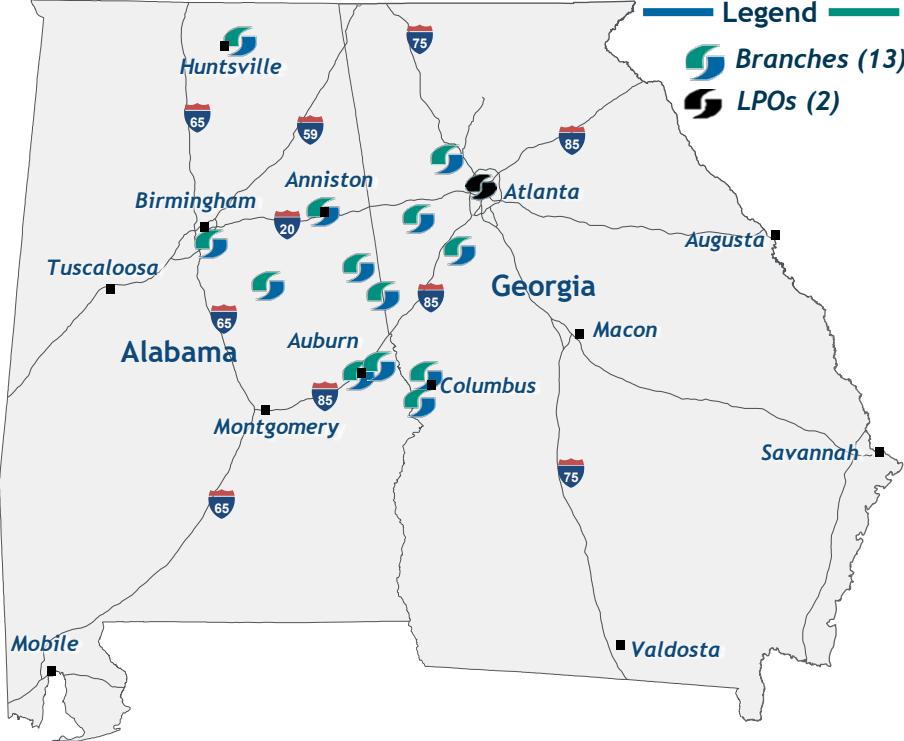 Legend
Branches (13)
LPOs (2)
75
Huntsville
65
59
85
Anniston
Atlanta
Birmingham
20
Augusta
Tuscaloosa
Georgia
85
65
Macon
Auburn
Alabama
Columbus
85
Montgomery
Savannah
75
65
Mobile
Valdosta